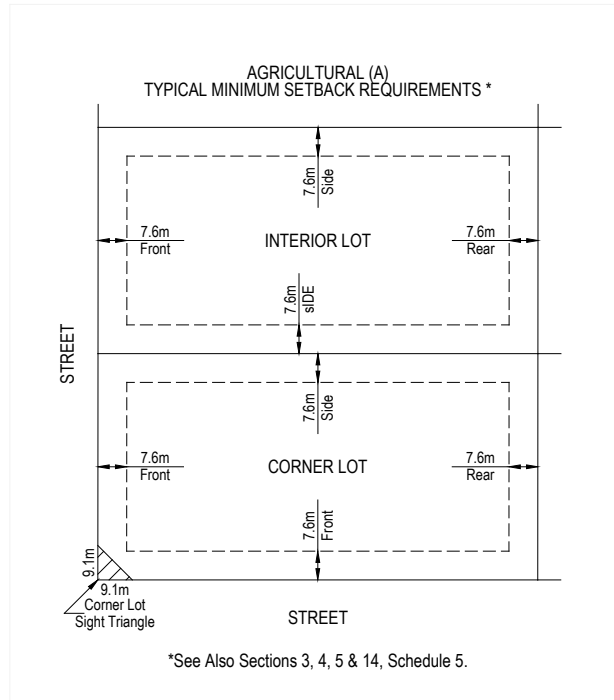 AGRICULTURAL (A)
TYPICAL MINIMUM SETBACK REQUIREMENTS *
7.6m
Side
7.6m
Front
INTERIOR LOT
7.6m
Rear
7.6m
sIDE
STREET
7.6m
Side
7.6m
Front
CORNER LOT
7.6m
Rear
7.6m
Front
9.1m
9.1m
Corner Lot
Sight Triangle
STREET
*See Also Sections 3, 4, 5 & 14, Schedule 5.